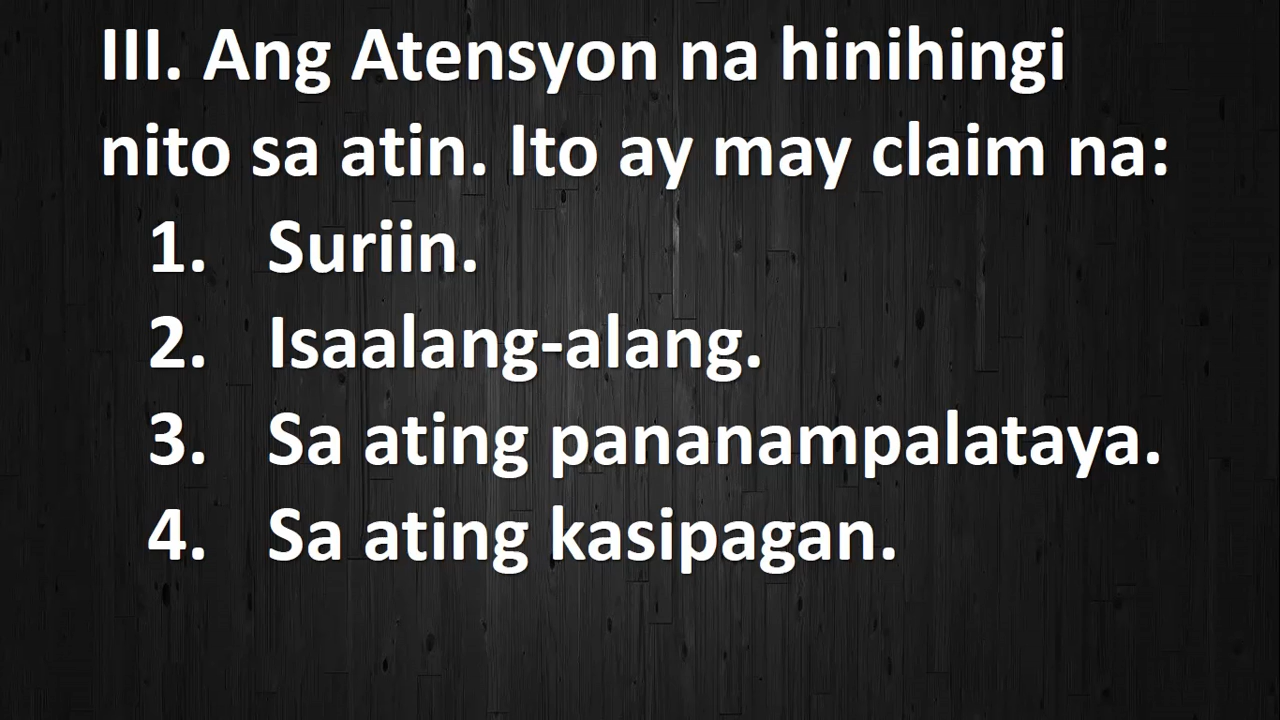 III. Ang Atensyon na hinihingi
nito sa atin. Ito ay may claim na:
1. Suriin.
2. Isaalang-alang.
3. Sa ating pananampalataya.
4. Sa ating kasipagan.